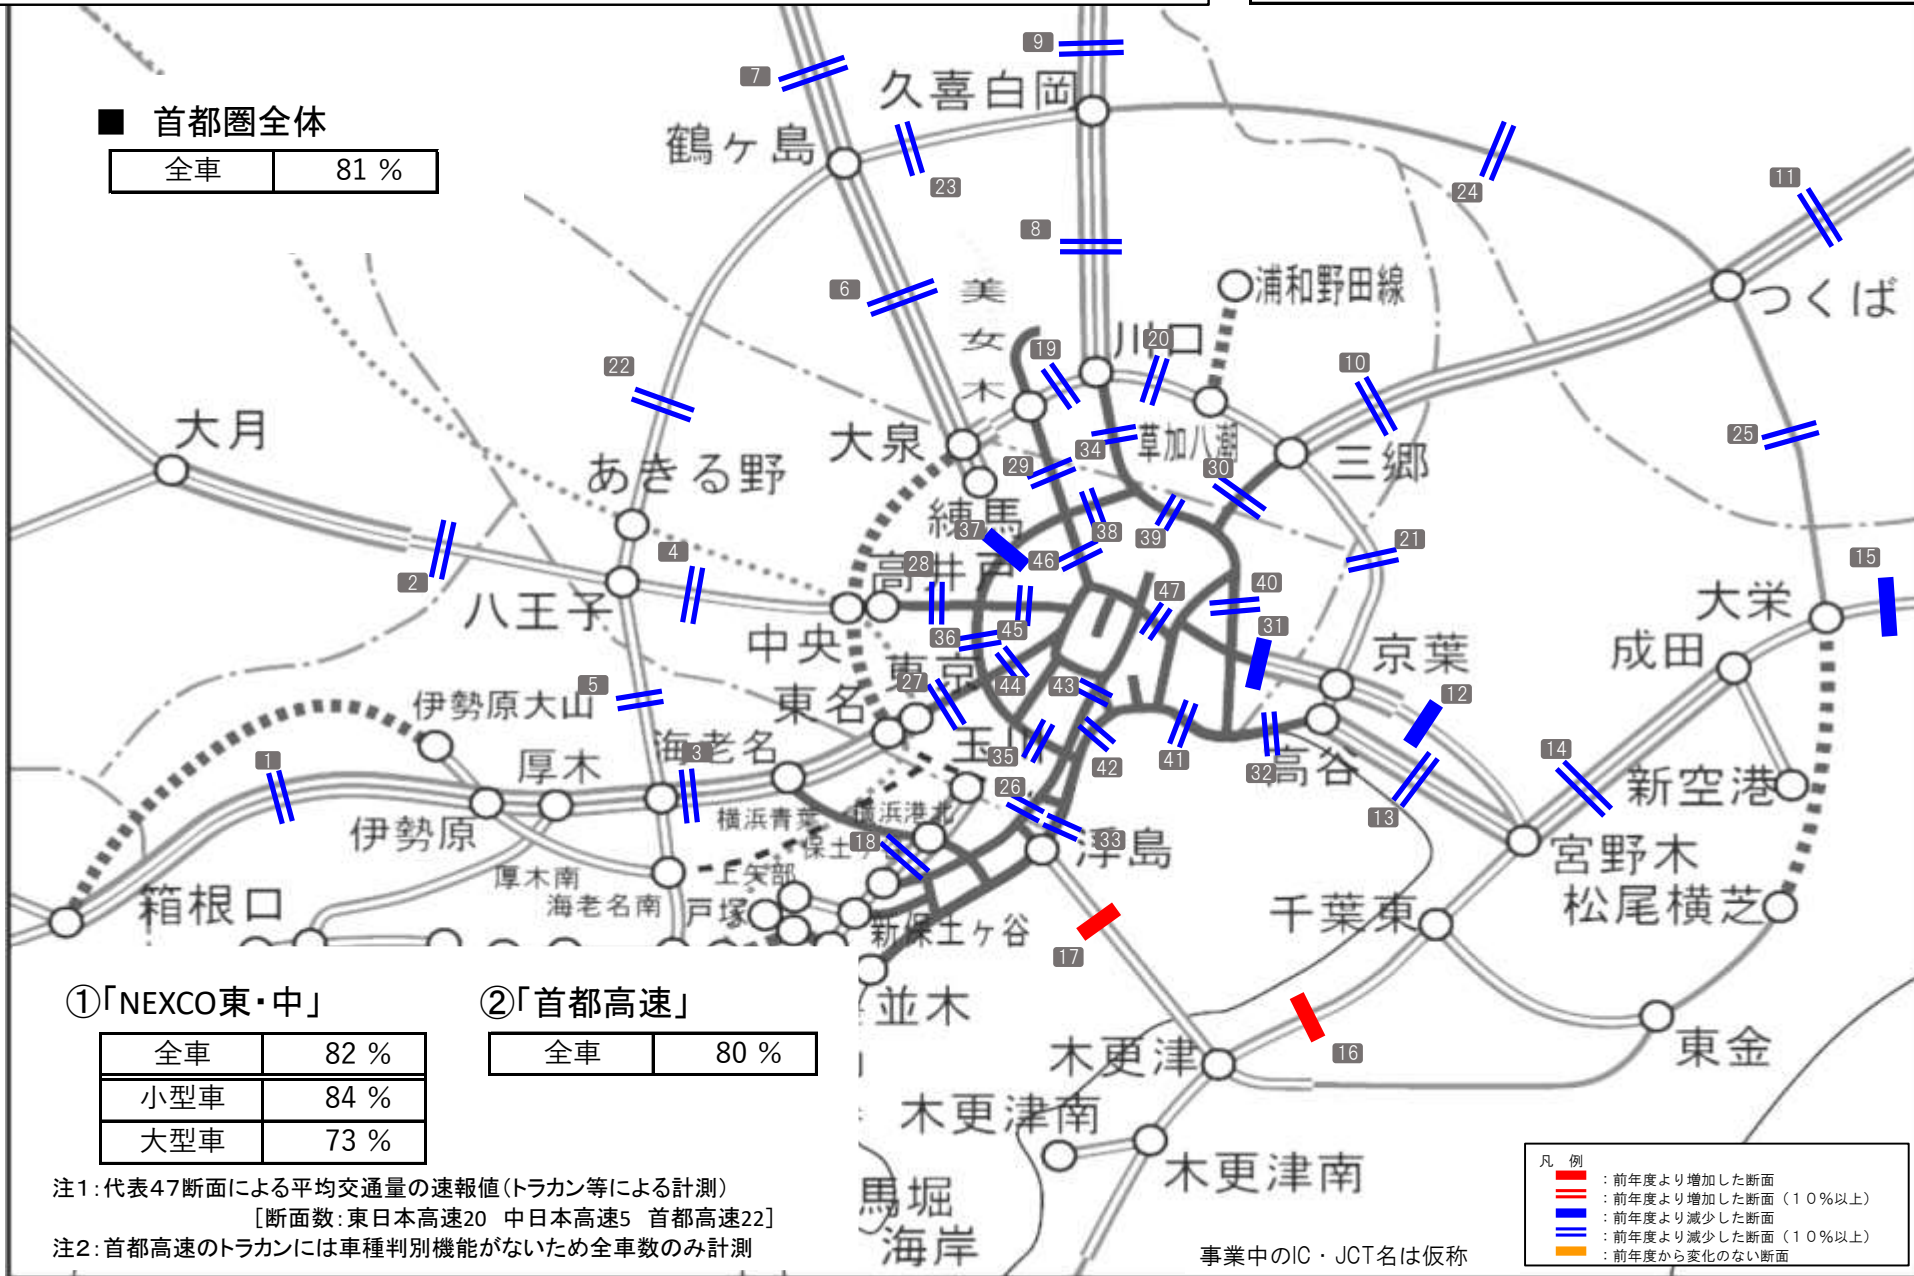 ■ 首都圏全体
全車 81 %
7
9
久喜白岡
鶴ヶ島
23
24
11
8
6
美女木
浦和野田線
つくば
川口
19
20
10
22
大月
あきる野
大泉
34
草加八潮
三郷
25
29
30
練馬
37
38
39
21
2
4
高井戸
28
46
40
15
八王子
47
大栄
中央
36
45
31
京葉
成田
5
東京
27
44
43
12
伊勢原大山
東名
1
厚木
海老名
3
玉川
35
42
41
32
高谷
13
14
新空港
伊勢原
横浜青葉
横浜港北
26
18
保土ヶ谷
33
浮島
宮野木
厚木南
上矢部
箱根口
海老名南
戸塚
新保土ヶ谷
17
千葉東
松尾横芝
並木
16
木更津
東金
木更津南
木更津南
馬堀
海岸
①「NEXCO東・中」
全車 82 %
小型車 84 %
大型車 73 %
②「首都高速」
全車 80 %
注1:代表47断面による平均交通量の速報値(トラカン等による計測)
[断面数:東日本高速20 中日本高速5 首都高速22]
注2:首都高速のトラカンには車種判別機能がないため全車数のみ計測
事業中のIC・JCT名は仮称
凡 例
:前年度より増加した断面
:前年度より増加した断面(10%以上)
:前年度より減少した断面
:前年度より減少した断面(10%以上)
:前年度から変化のない断面